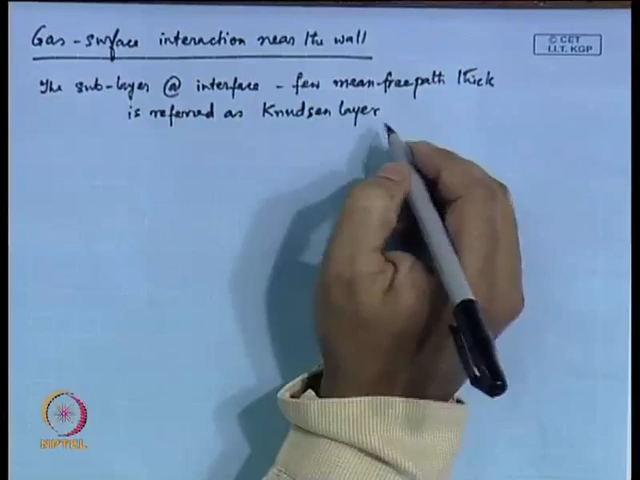 Gas-surface interaction near the wall
© CET
I.I.T. KGP
The sub-layer @ interface - few mean-free path thick
is referred as Knudsen layer
NPTEL